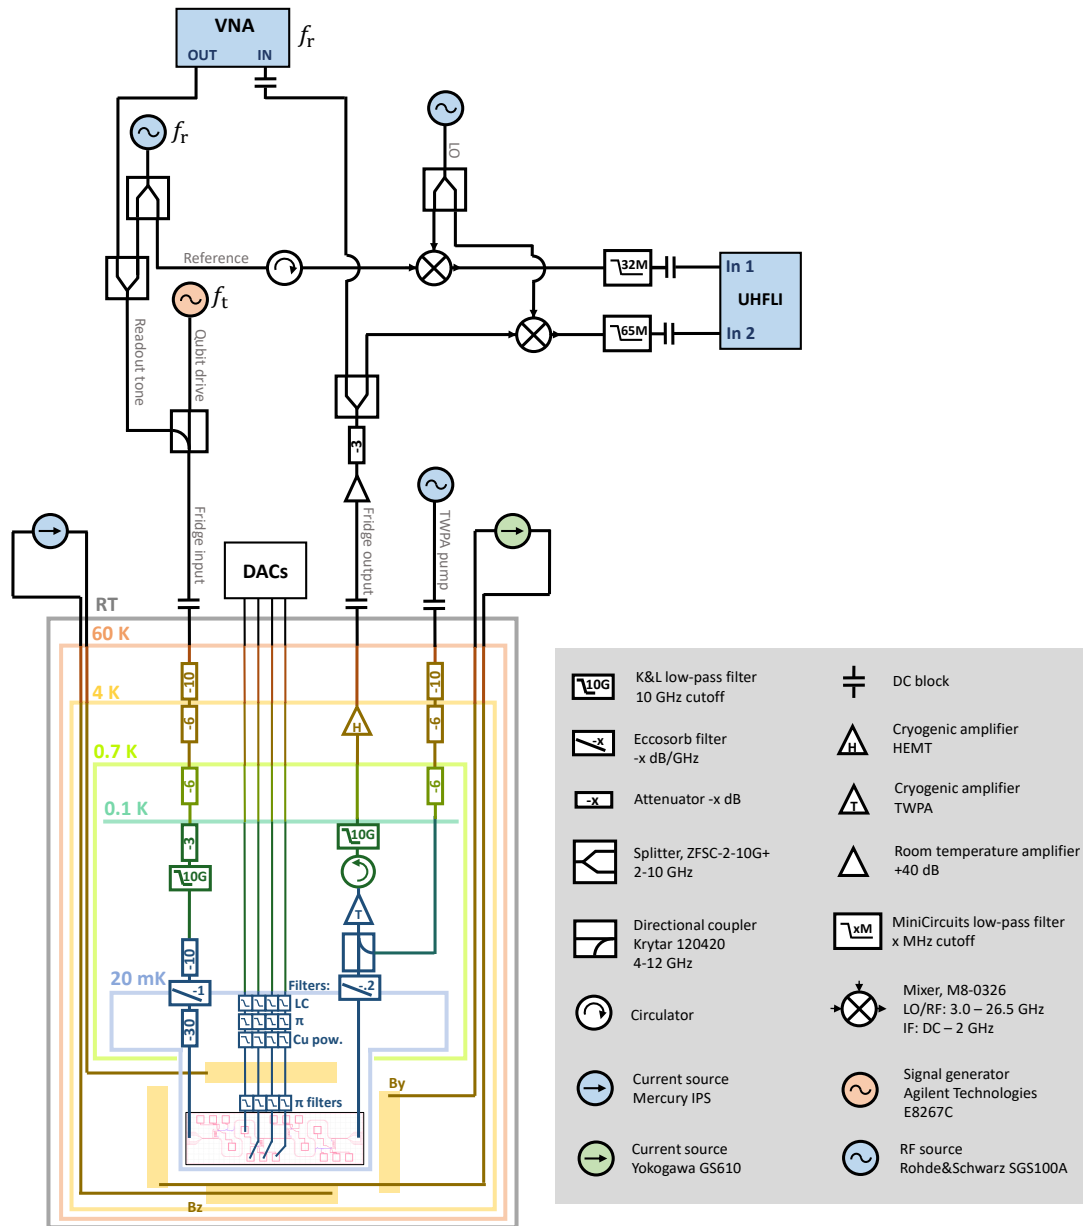 VNA
OUT
IN
fr
fr
LO
Reference
32M
In 1
UHFLI
In 2
65M
ft
Readout tone
Qubit drive
-3
Fridge input
Fridge output
TWPA pump
DACs
RT
60 K
-10
-10
4 K
-6
H
-6
0.7 K
-6
-6
0.1 K
-3
10G
10G
T
-10
20 mK
-1
Filters:
-.2
LC
π
-30
Cu pow.
By
π filters
Bz
10G
K&L low-pass filter
10 GHz cutoff
-x
Eccosorb filter
-x dB/GHz
-x
Attenuator -x dB
Splitter, ZFSC-2-10G+
2-10 GHz
Directional coupler
Krytar 120420
4-12 GHz
Circulator
Current source
Mercury IPS
Current source
Yokogawa GS610
DC block
H
Cryogenic amplifier
HEMT
T
Cryogenic amplifier
TWPA
Room temperature amplifier
+40 dB
xM
MiniCircuits low-pass filter
x MHz cutoff
Mixer, M8-0326
LO/RF: 3.0 – 26.5 GHz
IF: DC – 2 GHz
Signal generator
Agilent Technologies
E8267C
RF source
Rohde&Schwarz SGS100A